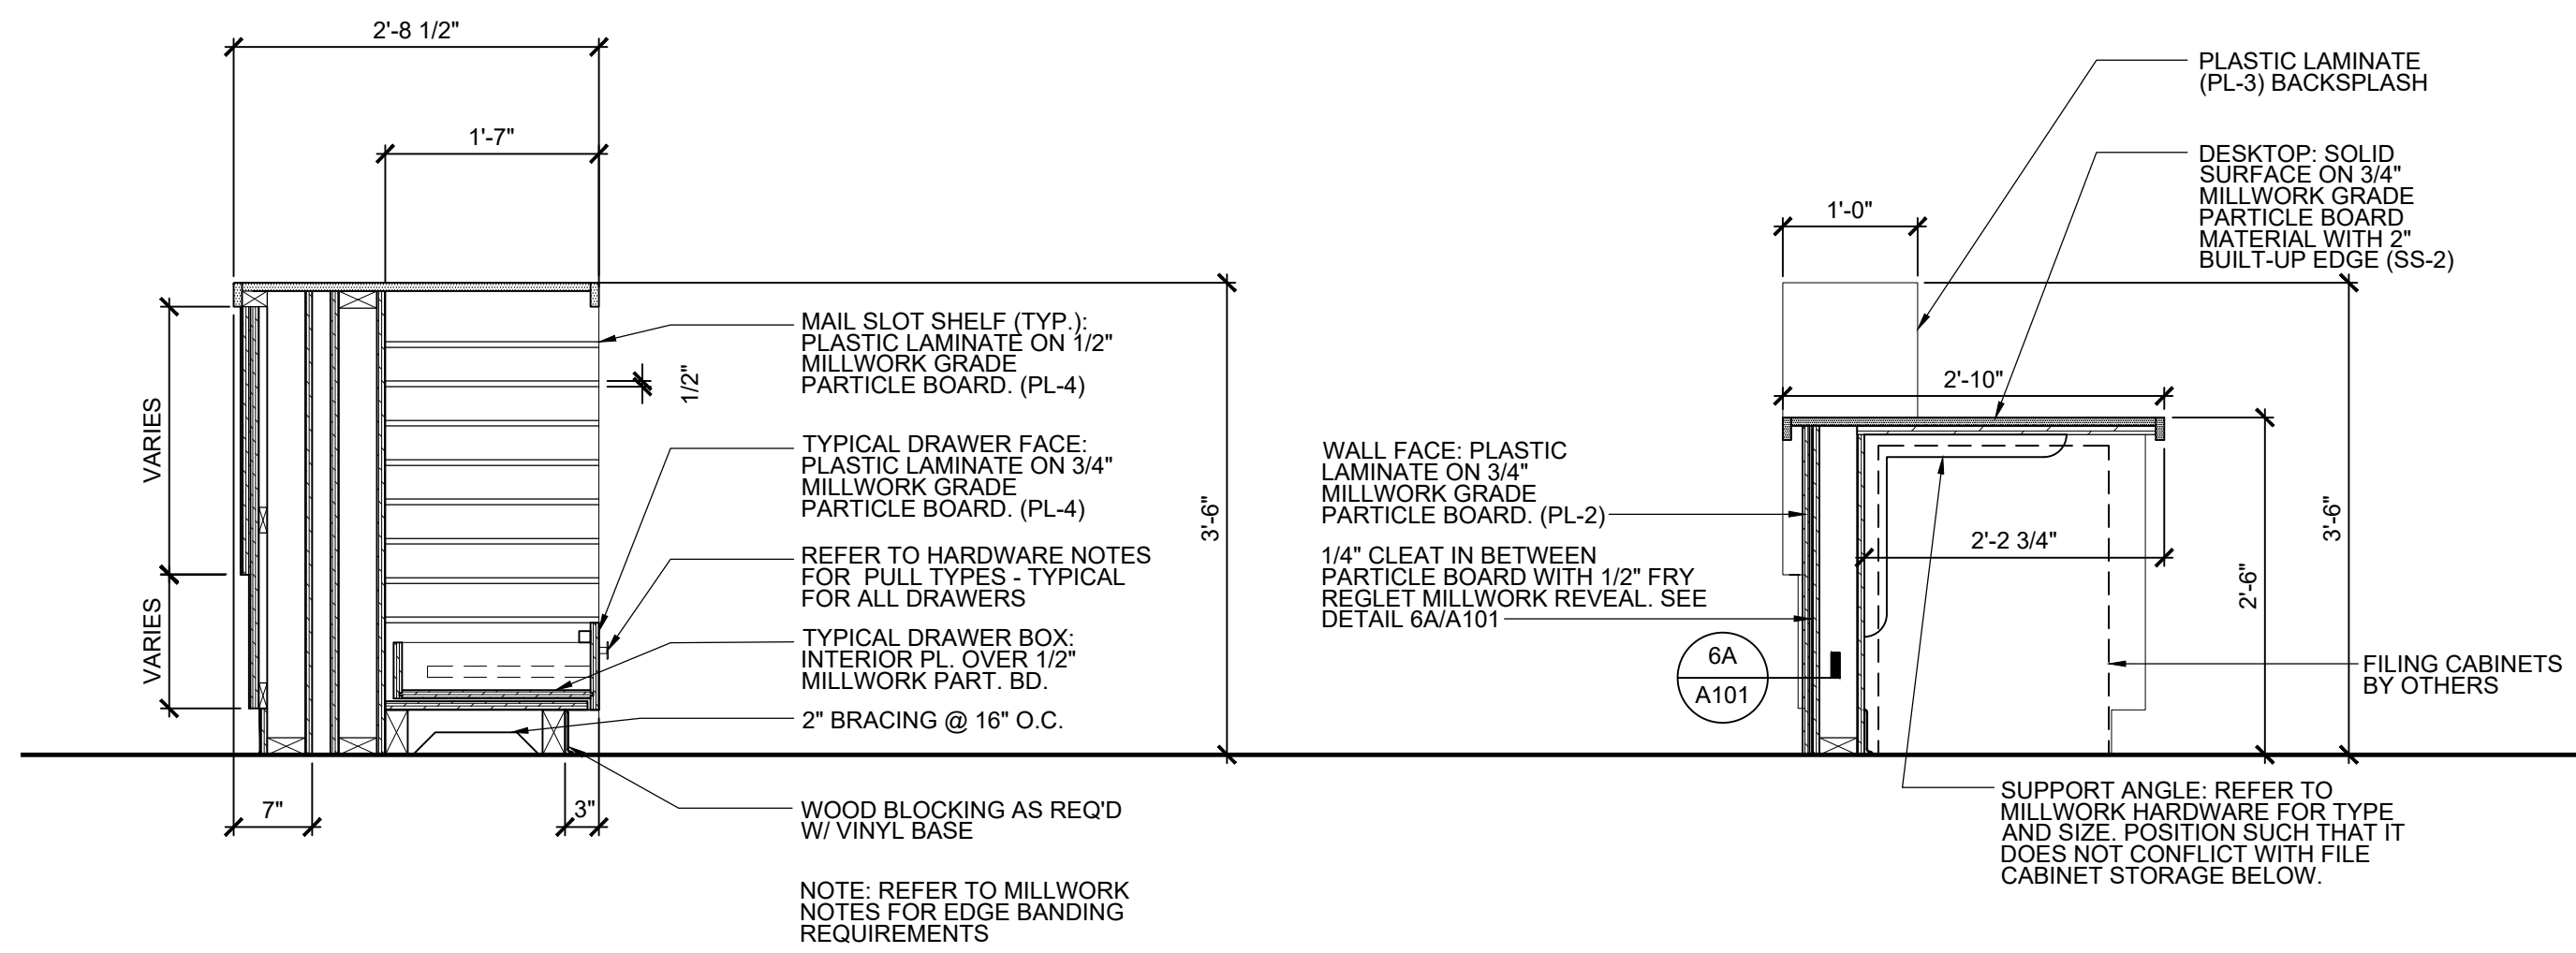 2'-8 1/2"
1'-7"
VARIES
VARIES
MAIL SLOT SHELF (TYP.):
PLASTIC LAMINATE ON 1/2"
MILLWORK GRADE
PARTICLE BOARD. (PL-4)
1/2"
TYPICAL DRAWER FACE:
PLASTIC LAMINATE ON 3/4"
MILLWORK GRADE
PARTICLE BOARD. (PL-4)
REFER TO HARDWARE NOTES
FOR PULL TYPES - TYPICAL
FOR ALL DRAWERS
TYPICAL DRAWER BOX:
INTERIOR PL. OVER 1/2"
MILLWORK PART. BD.
2" BRACING @ 16" O.C.
3'-6"
7"
3"
WOOD BLOCKING AS REQ'D
W/ VINYL BASE
NOTE: REFER TO MILLWORK
NOTES FOR EDGE BANDING
REQUIREMENTS
PLASTIC LAMINATE
(PL-3) BACKSPLASH
DESKTOP: SOLID
SURFACE ON 3/4"
MILLWORK GRADE
PARTICLE BOARD
MATERIAL WITH 2"
BUILT-UP EDGE (SS-2)
1'-0"
2'-10"
WALL FACE: PLASTIC
LAMINATE ON 3/4"
MILLWORK GRADE
PARTICLE BOARD. (PL-2)
1/4" CLEAT IN BETWEEN
PARTICLE BOARD WITH 1/2" FRY
REGLET MILLWORK REVEAL. SEE
DETAIL 6A/A101
2'-2 3/4"
2'-6"
3'-6"
6A
A101
FILING CABINETS
BY OTHERS
SUPPORT ANGLE: REFER TO
MILLWORK HARDWARE FOR TYPE
AND SIZE. POSITION SUCH THAT IT
DOES NOT CONFLICT WITH FILE
CABINET STORAGE BELOW.